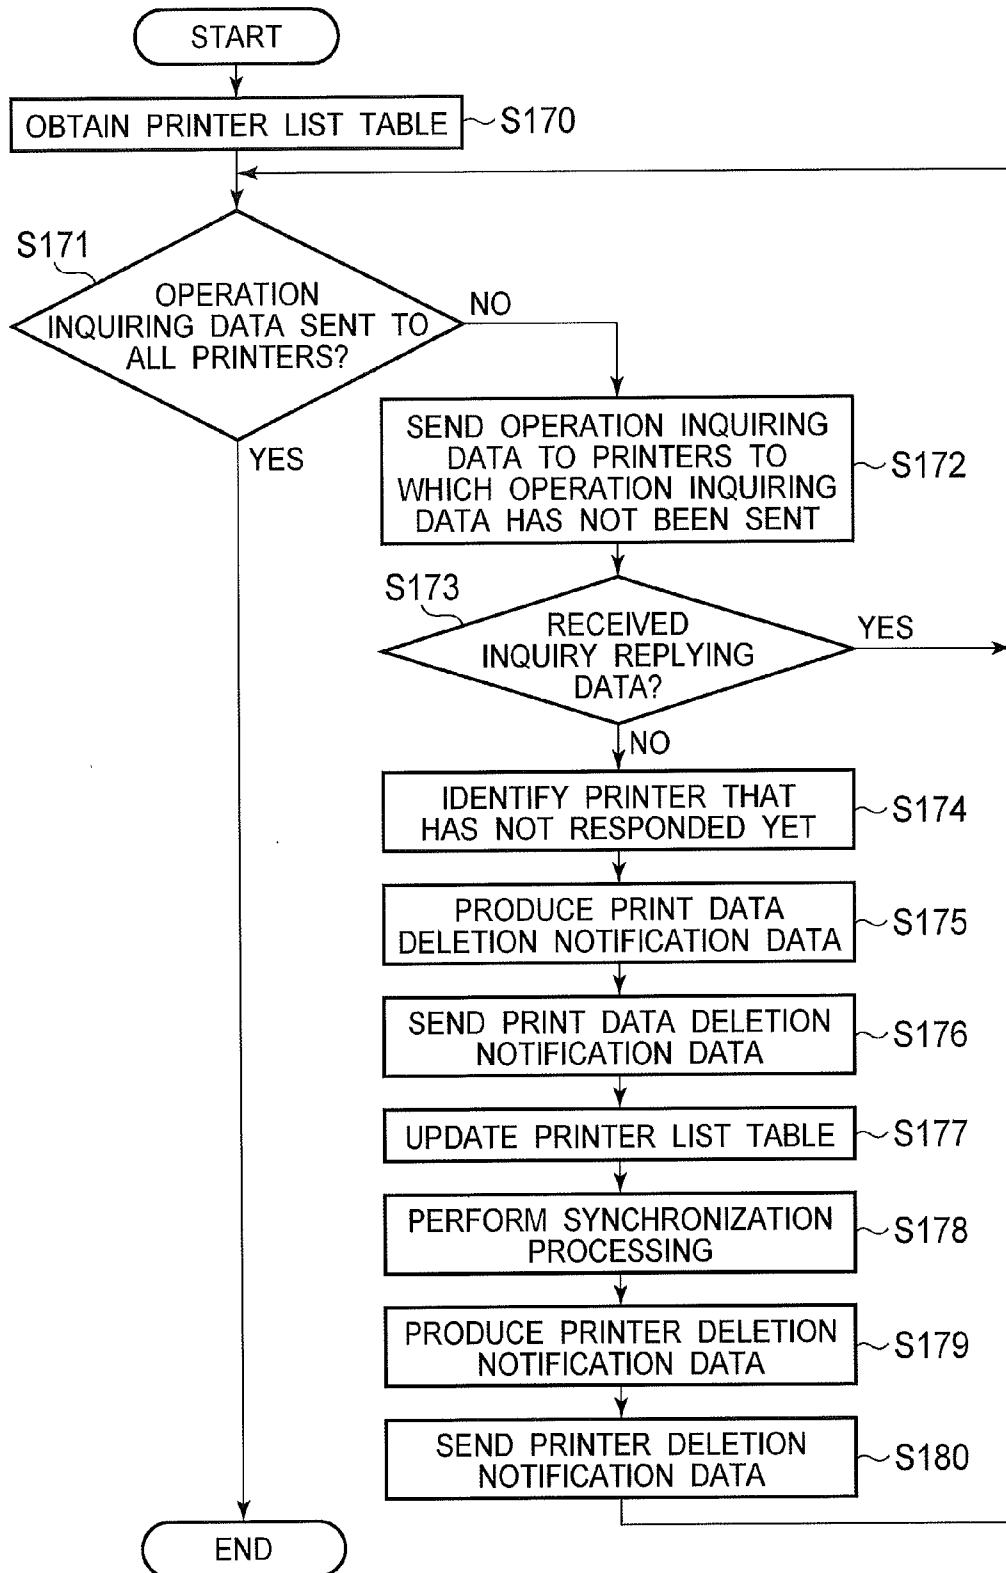 START
OBTAIN PRINTER LIST TABLE
S170
S171
OPERATION
INQUIRING DATA SENT TO
ALL PRINTERS?
NO
YES
SEND OPERATION INQUIRING
DATA TO PRINTERS TO
WHICH OPERATION INQUIRING
DATA HAS NOT BEEN SENT
S172
S173
RECEIVED
INQUIRY REPLYING
DATA?
YES
NO
IDENTIFY PRINTER THAT
HAS NOT RESPONDED YET
S174
PRODUCE PRINT DATA
DELETION NOTIFICATION DATA
S175
SEND PRINT DATA DELETION
NOTIFICATION DATA
S176
UPDATE PRINTER LIST TABLE
S177
PERFORM SYNCHRONIZATION
PROCESSING
S178
PRODUCE PRINTER DELETION
NOTIFICATION DATA
S179
SEND PRINTER DELETION
NOTIFICATION DATA
S180
END